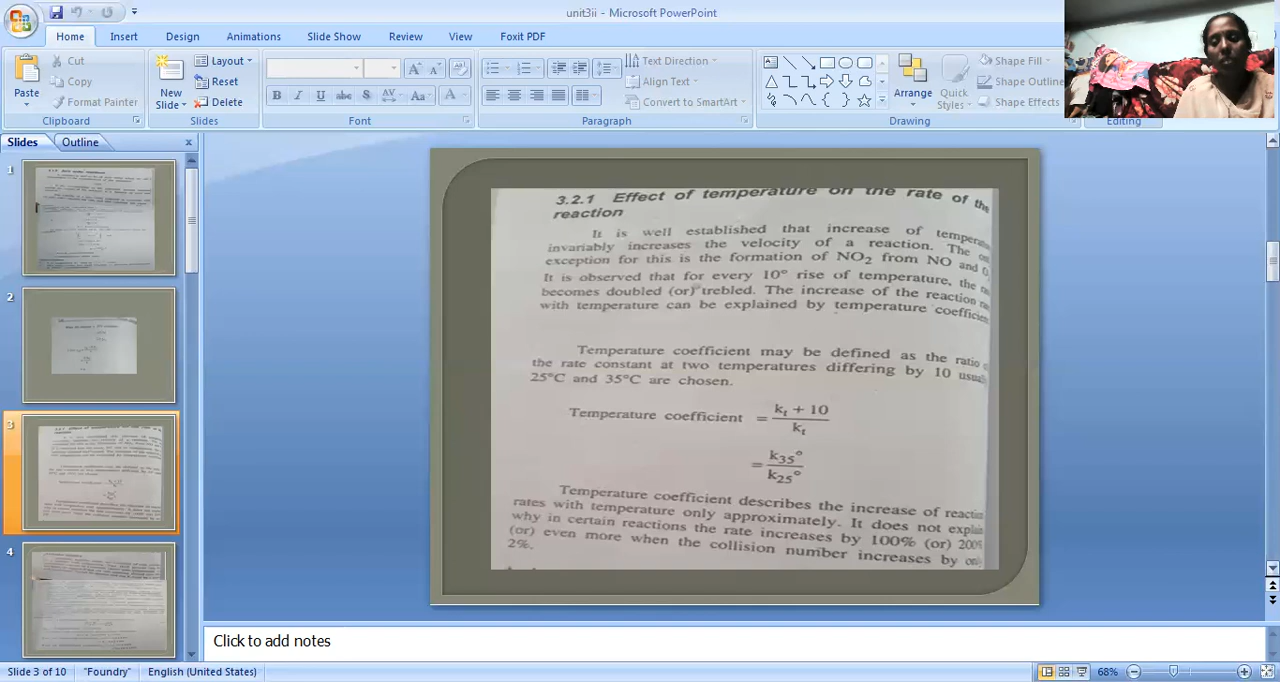 unit3ii - Microsoft PowerPoint
Home Insert Design Animations Slide Show Review View Foxit PDF
Paste
Cut
Copy
Format Painter
Clipboard
New Slide
Layout
Reset
Delete
Slides
B I U abc S AV Aa A
Font
Text Direction
Align Text
Convert to SmartArt
Paragraph
Arrange
Quick Styles
Shape Fill
Shape Outline
Shape Effects
Drawing
Editing
Slides Outline
1
2
3
4
3.2.1 Effect of temperature on the rate of the
reaction
It is well established that increase of
invariably increases the velocity of a reaction. The
exception for this is the formation of NO2 from NO and
It is observed that for every 10° rise of temperature, the
becomes doubled (or) trebled. The increase of the reaction
with temperature can be explained by temperature
Temperature coefficient may be defined as the ratio
the rate constant at two temperatures differing by 10
25°C and 35°C are chosen.
Temperature coefficient = kt + 10 / kt
= k35° / k25°
Temperature coefficient describes the increase of
rates with temperature only approximately. It does not
why in certain reactions the rate increases by 100% (or)
(or) even more when the collision number increases by
2%.
Click to add notes
Slide 3 of 10 "Foundry" English (United States) 68%